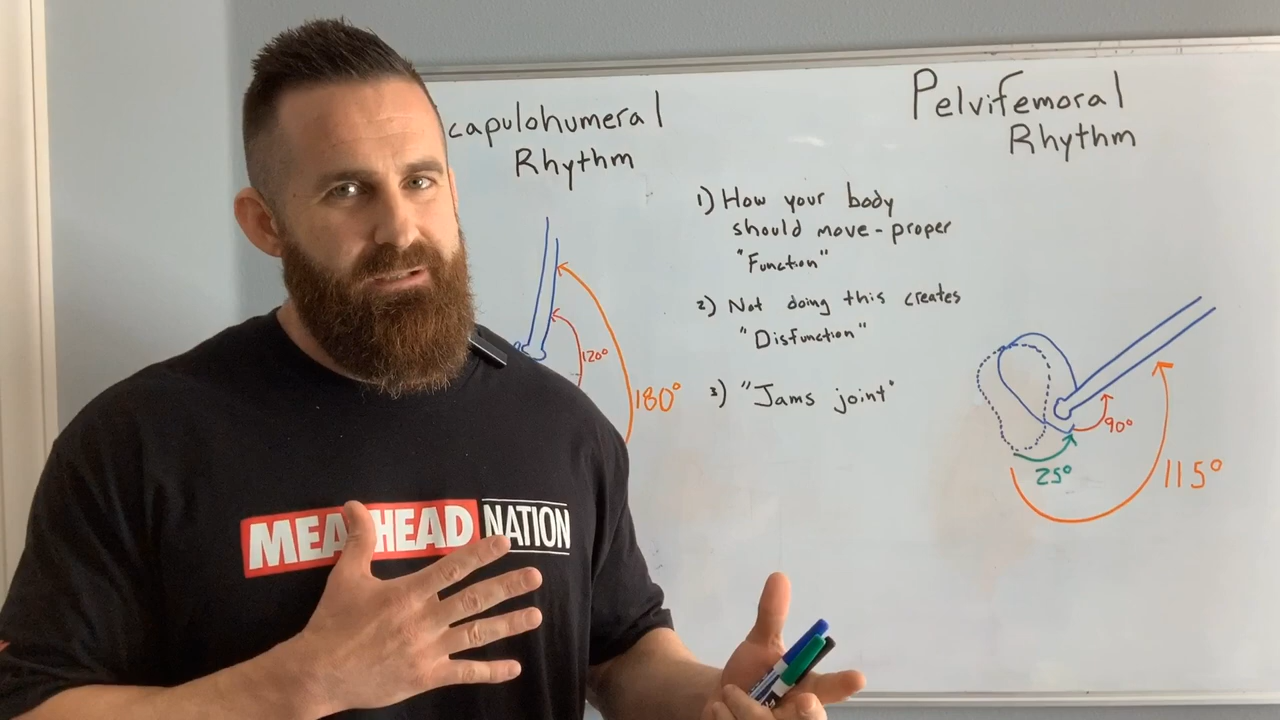 capulohumeral
Rhythm
120°
180°
1) How your body
should move - proper
"Function"
2) Not doing this creates
"Disfunction"
3) "Jams joint"
Pelvifemoral
Rhythm
90°
25°
115°
MEATHEAD NATION